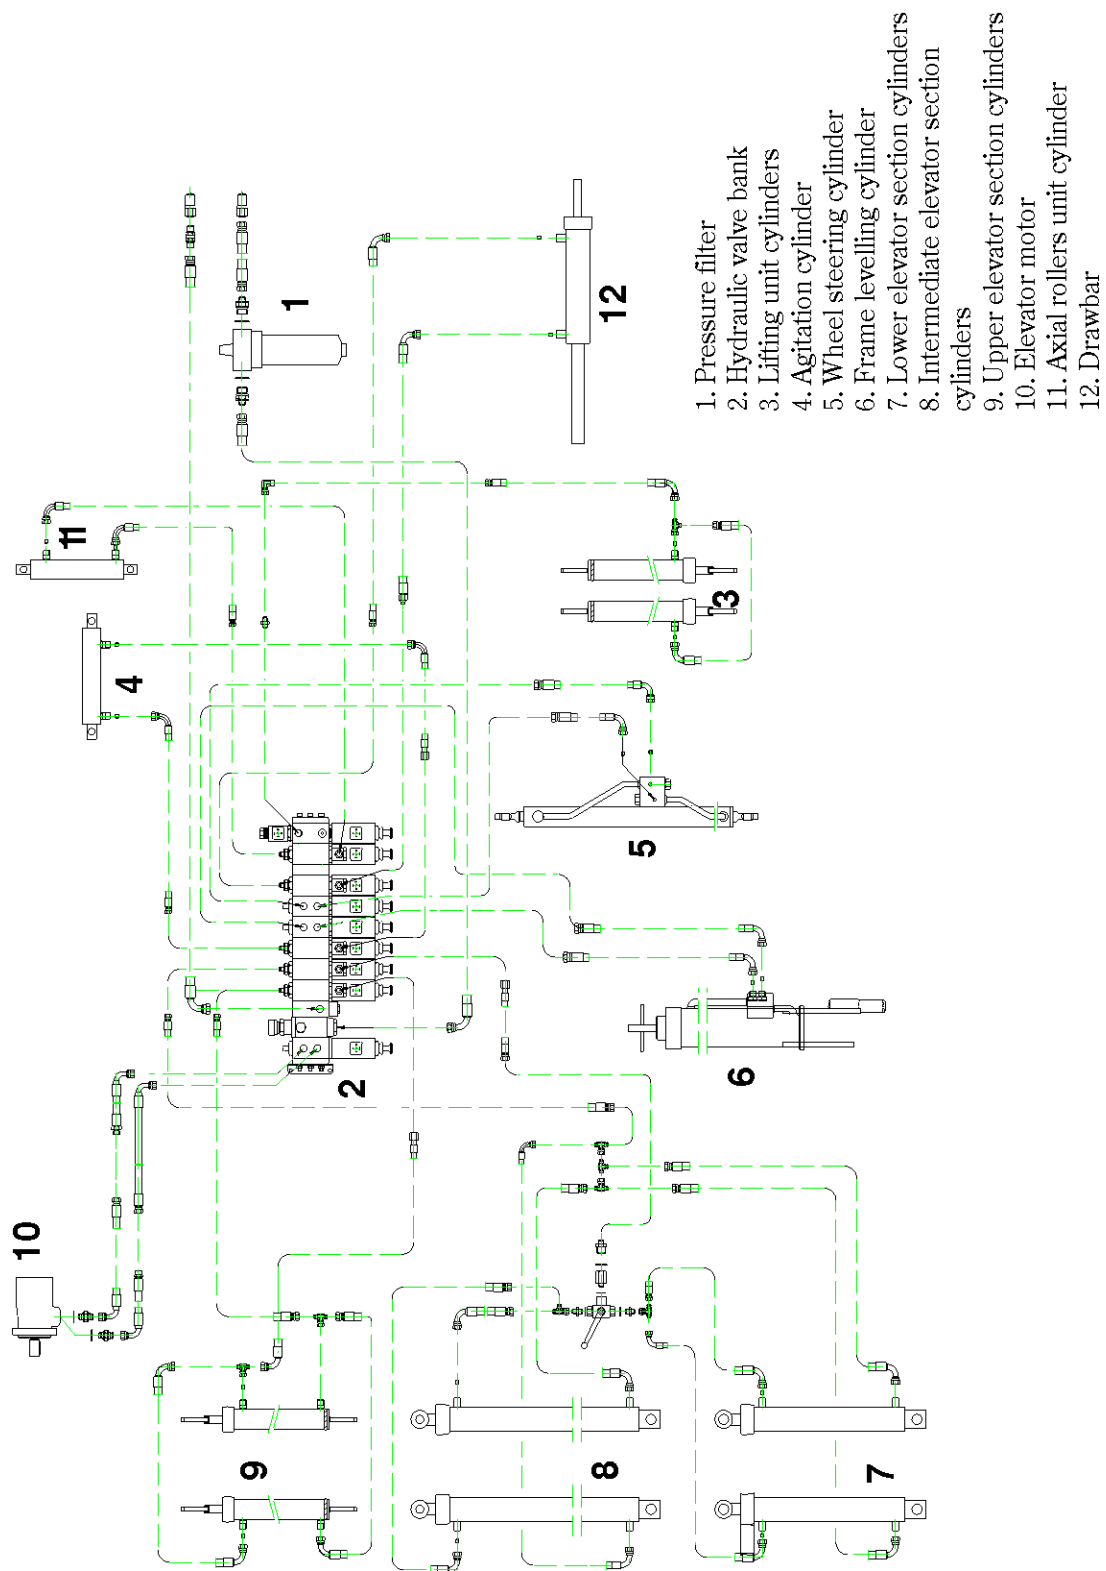 1
11
12
4
3
5
2
6
10
9
8
7
1. Pressure filter
2. Hydraulic valve bank
3. Lifting unit cylinders
4. Agitation cylinder
5. Wheel steering cylinder
6. Frame levelling cylinder
7. Lower elevator section cylinders
8. Intermediate elevator section
cylinders
9. Upper elevator section cylinders
10. Elevator motor
11. Axial rollers unit cylinder
12. Drawbar